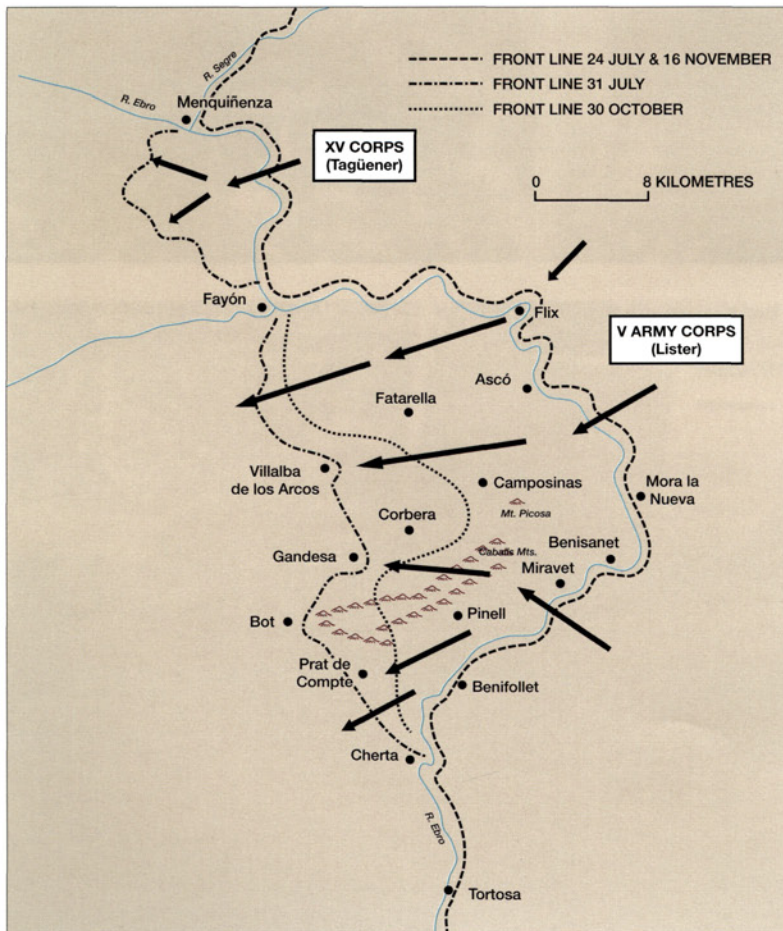 FRONT LINE 24 JULY & 16 NOVEMBER
FRONT LINE 31 JULY
FRONT LINE 30 OCTOBER
R. Segre
R. Ebro
Menquiñenza
XV CORPS
(Tagüener)
0 8 KILOMETRES
Fayón
Flix
V ARMY CORPS
(Lister)
Ascó
Fatarella
Villalba
de los Arcos
Camposinas
Mora la
Nueva
Mt. Picosa
Corbera
Gandesa
Caballs Mts.
Benisanet
Miravet
Bot
Pinell
Prat de
Compte
Benifollet
Cherta
R. Ebro
Tortosa